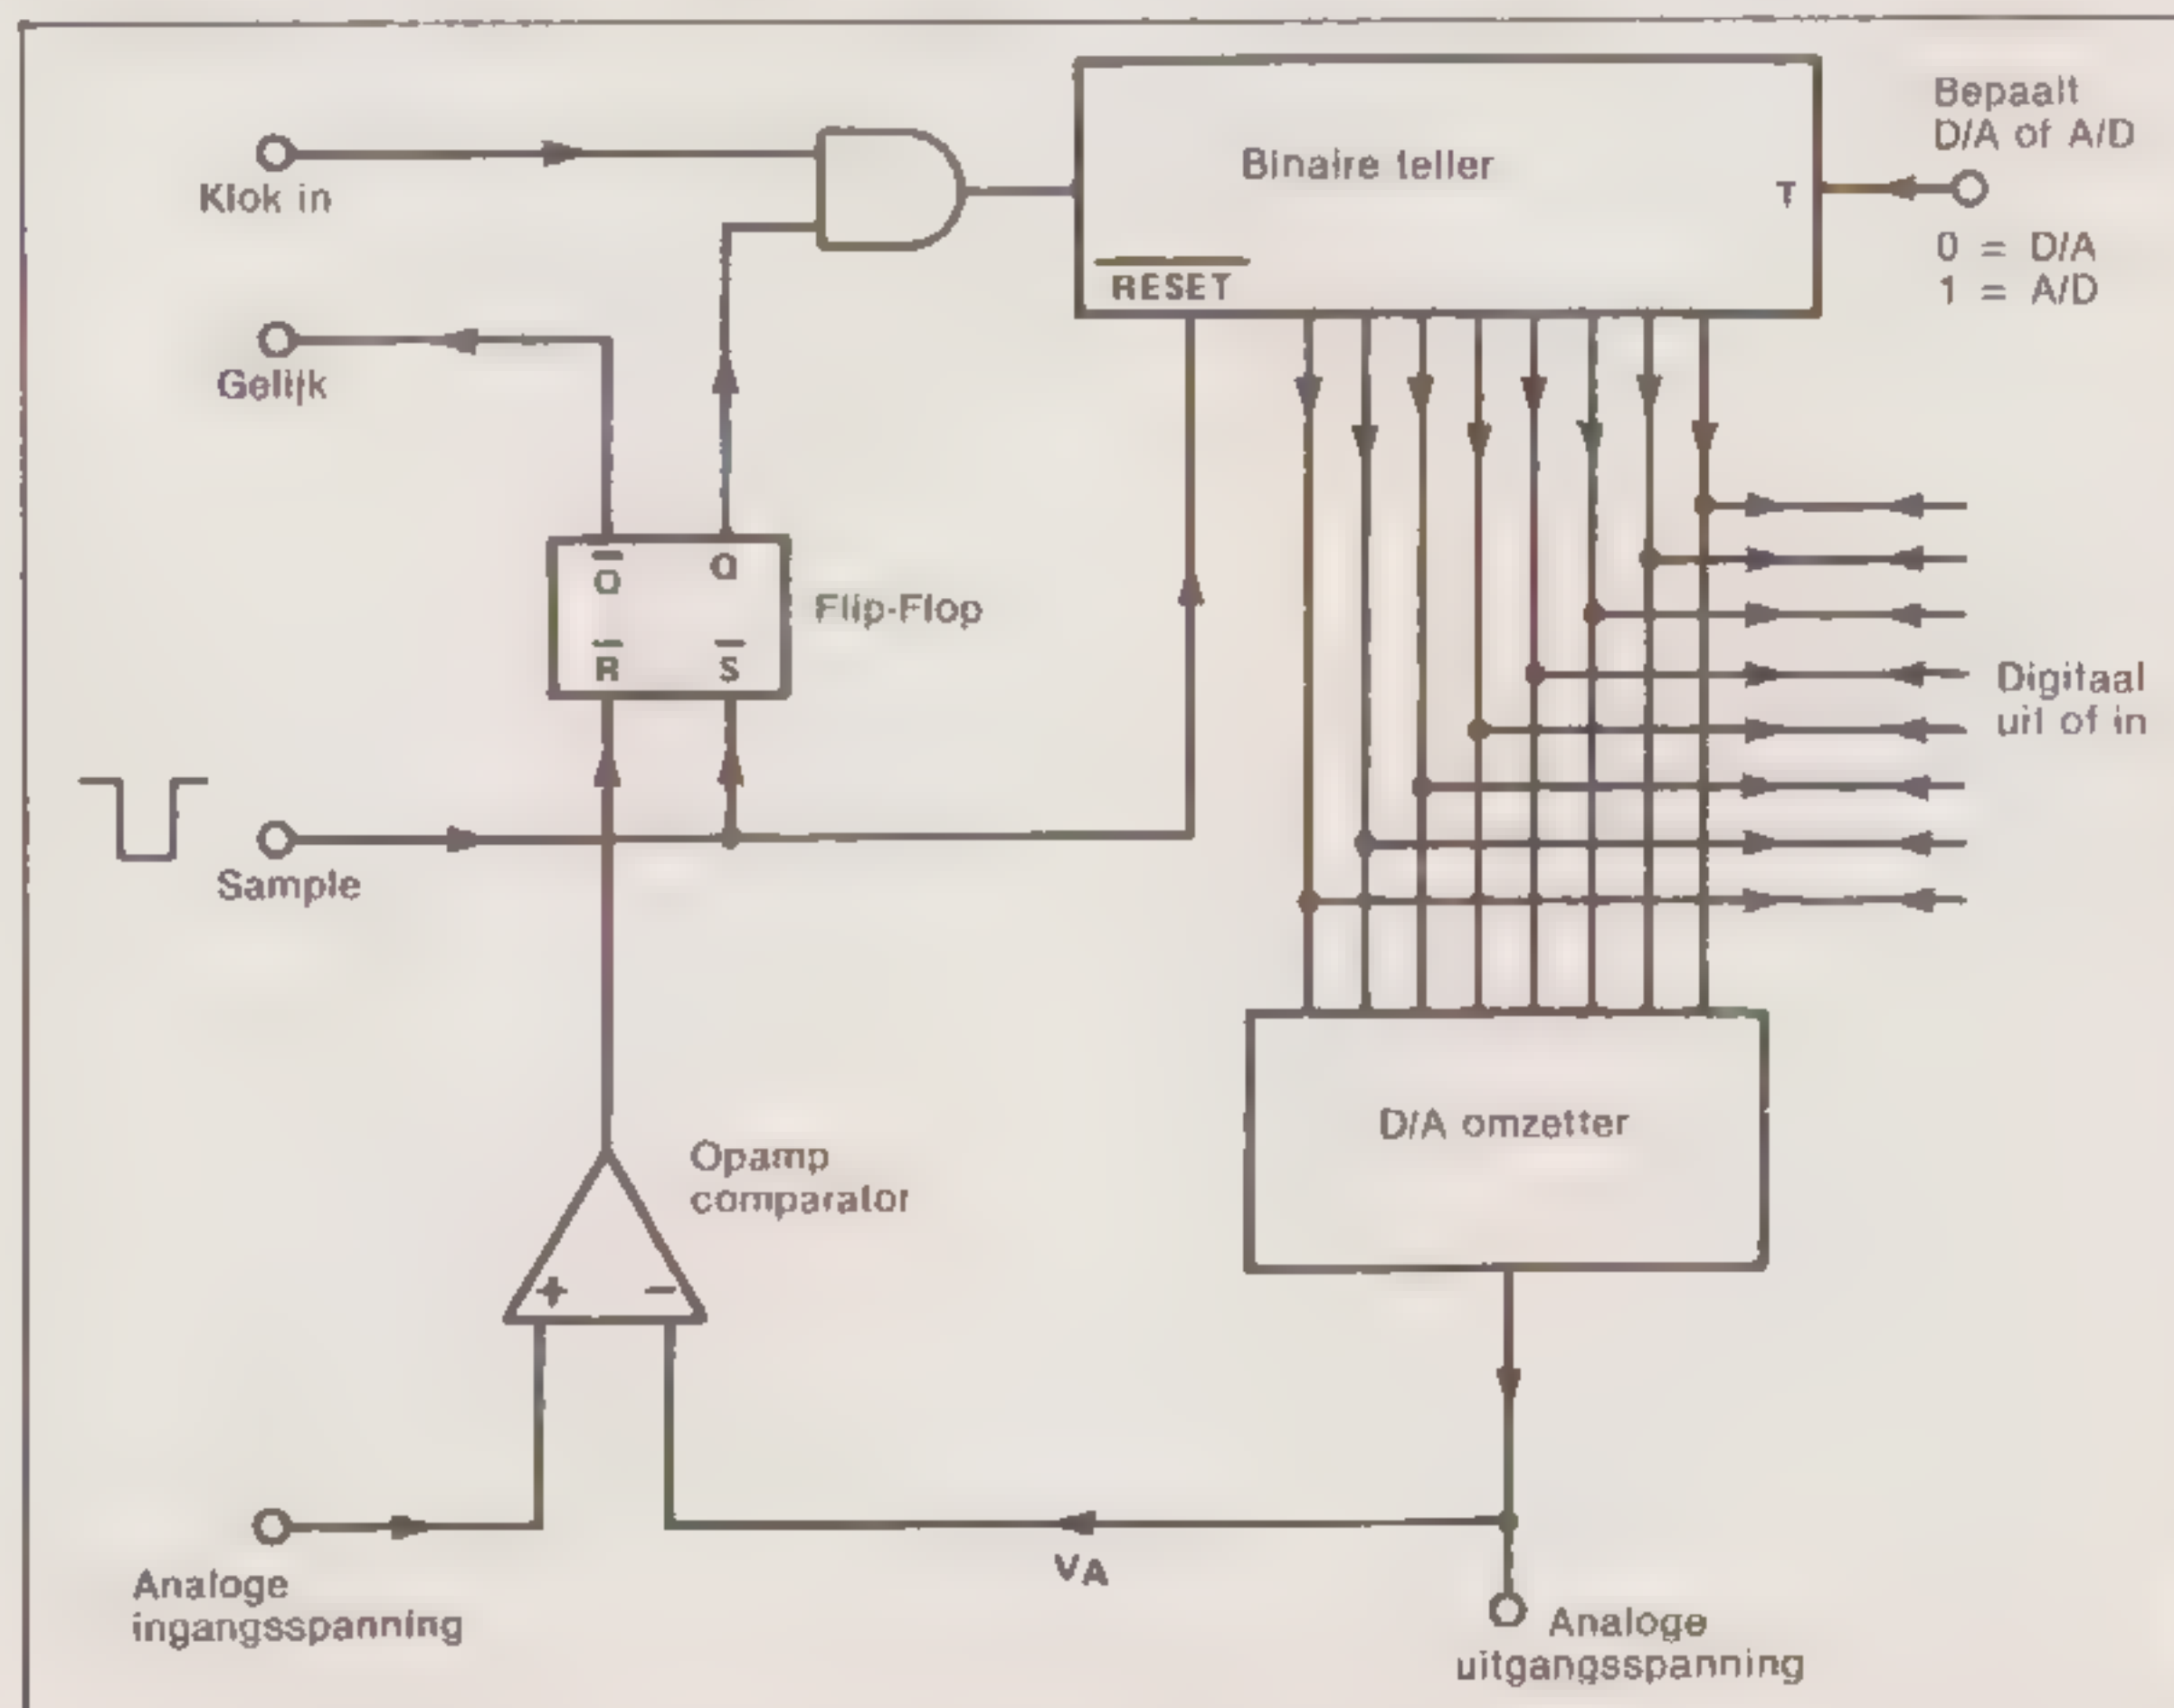 Bepaalt
D/A of A/D
Binaire teller
T
Klok in
0 = D/A
1 = A/D
RESET
Gelijk
Q
Q
Flip-Flop
R
S
Digitaal
uit of in
Sample
D/A omzetter
Opamp
comparator
+
−
VA
Analoge
ingangsspanning
Analoge
uitgangsspanning